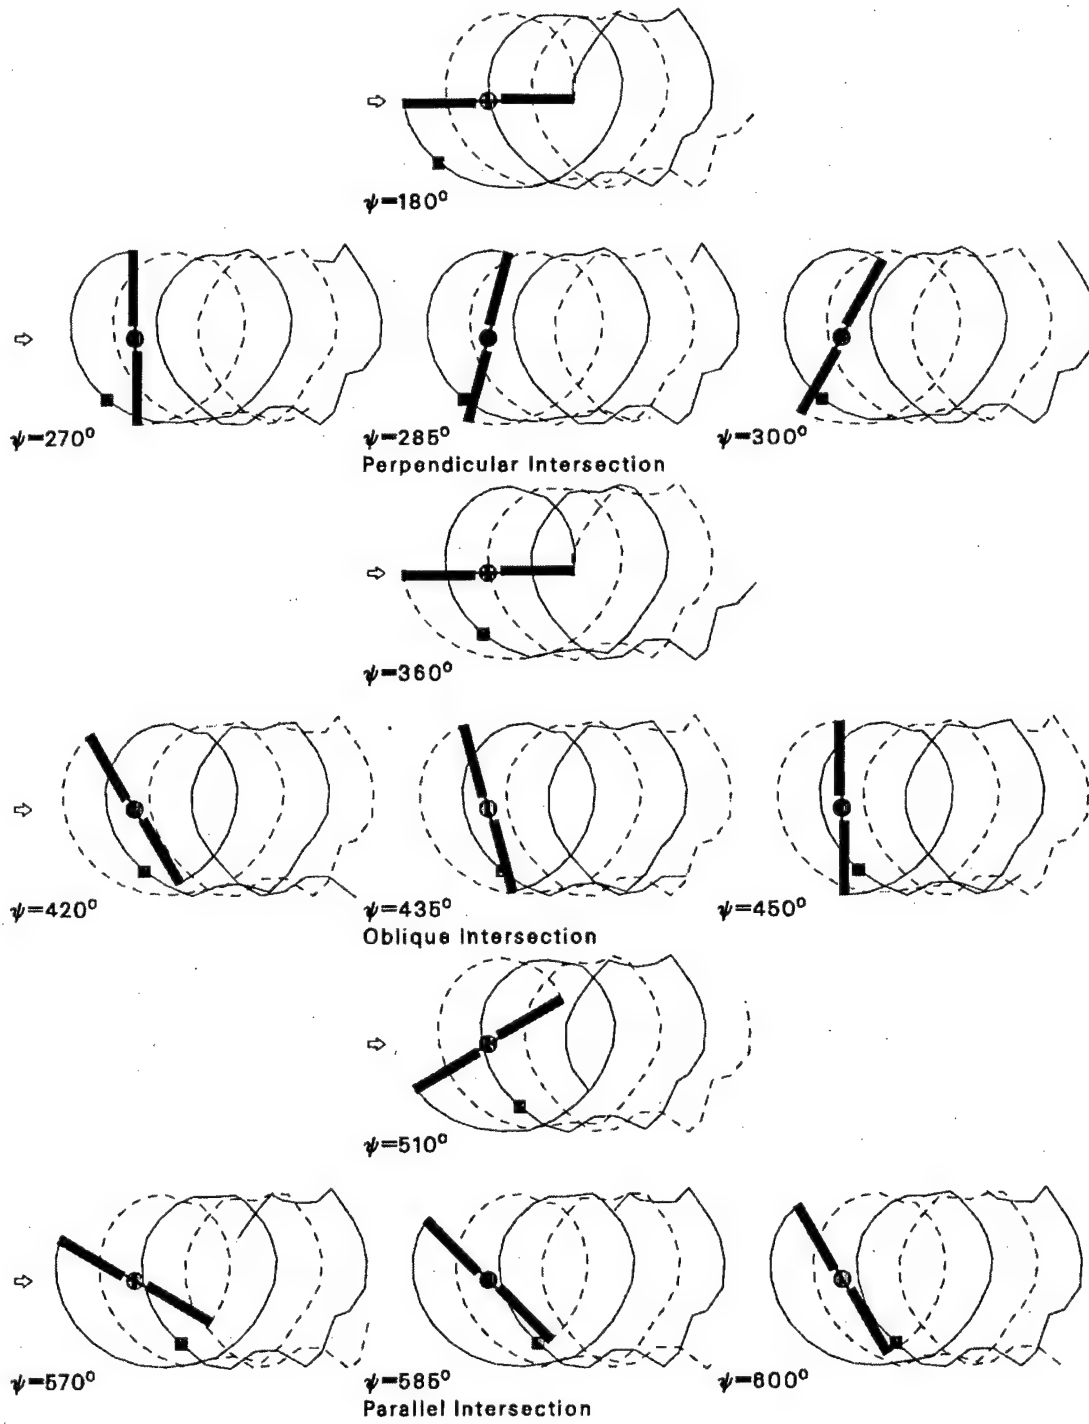 ψ=180°
ψ=270°
ψ=285°
ψ=300°
Perpendicular Intersection
ψ=360°
ψ=420°
ψ=435°
ψ=450°
Oblique Intersection
ψ=510°
ψ=570°
ψ=585°
ψ=600°
Parallel Intersection